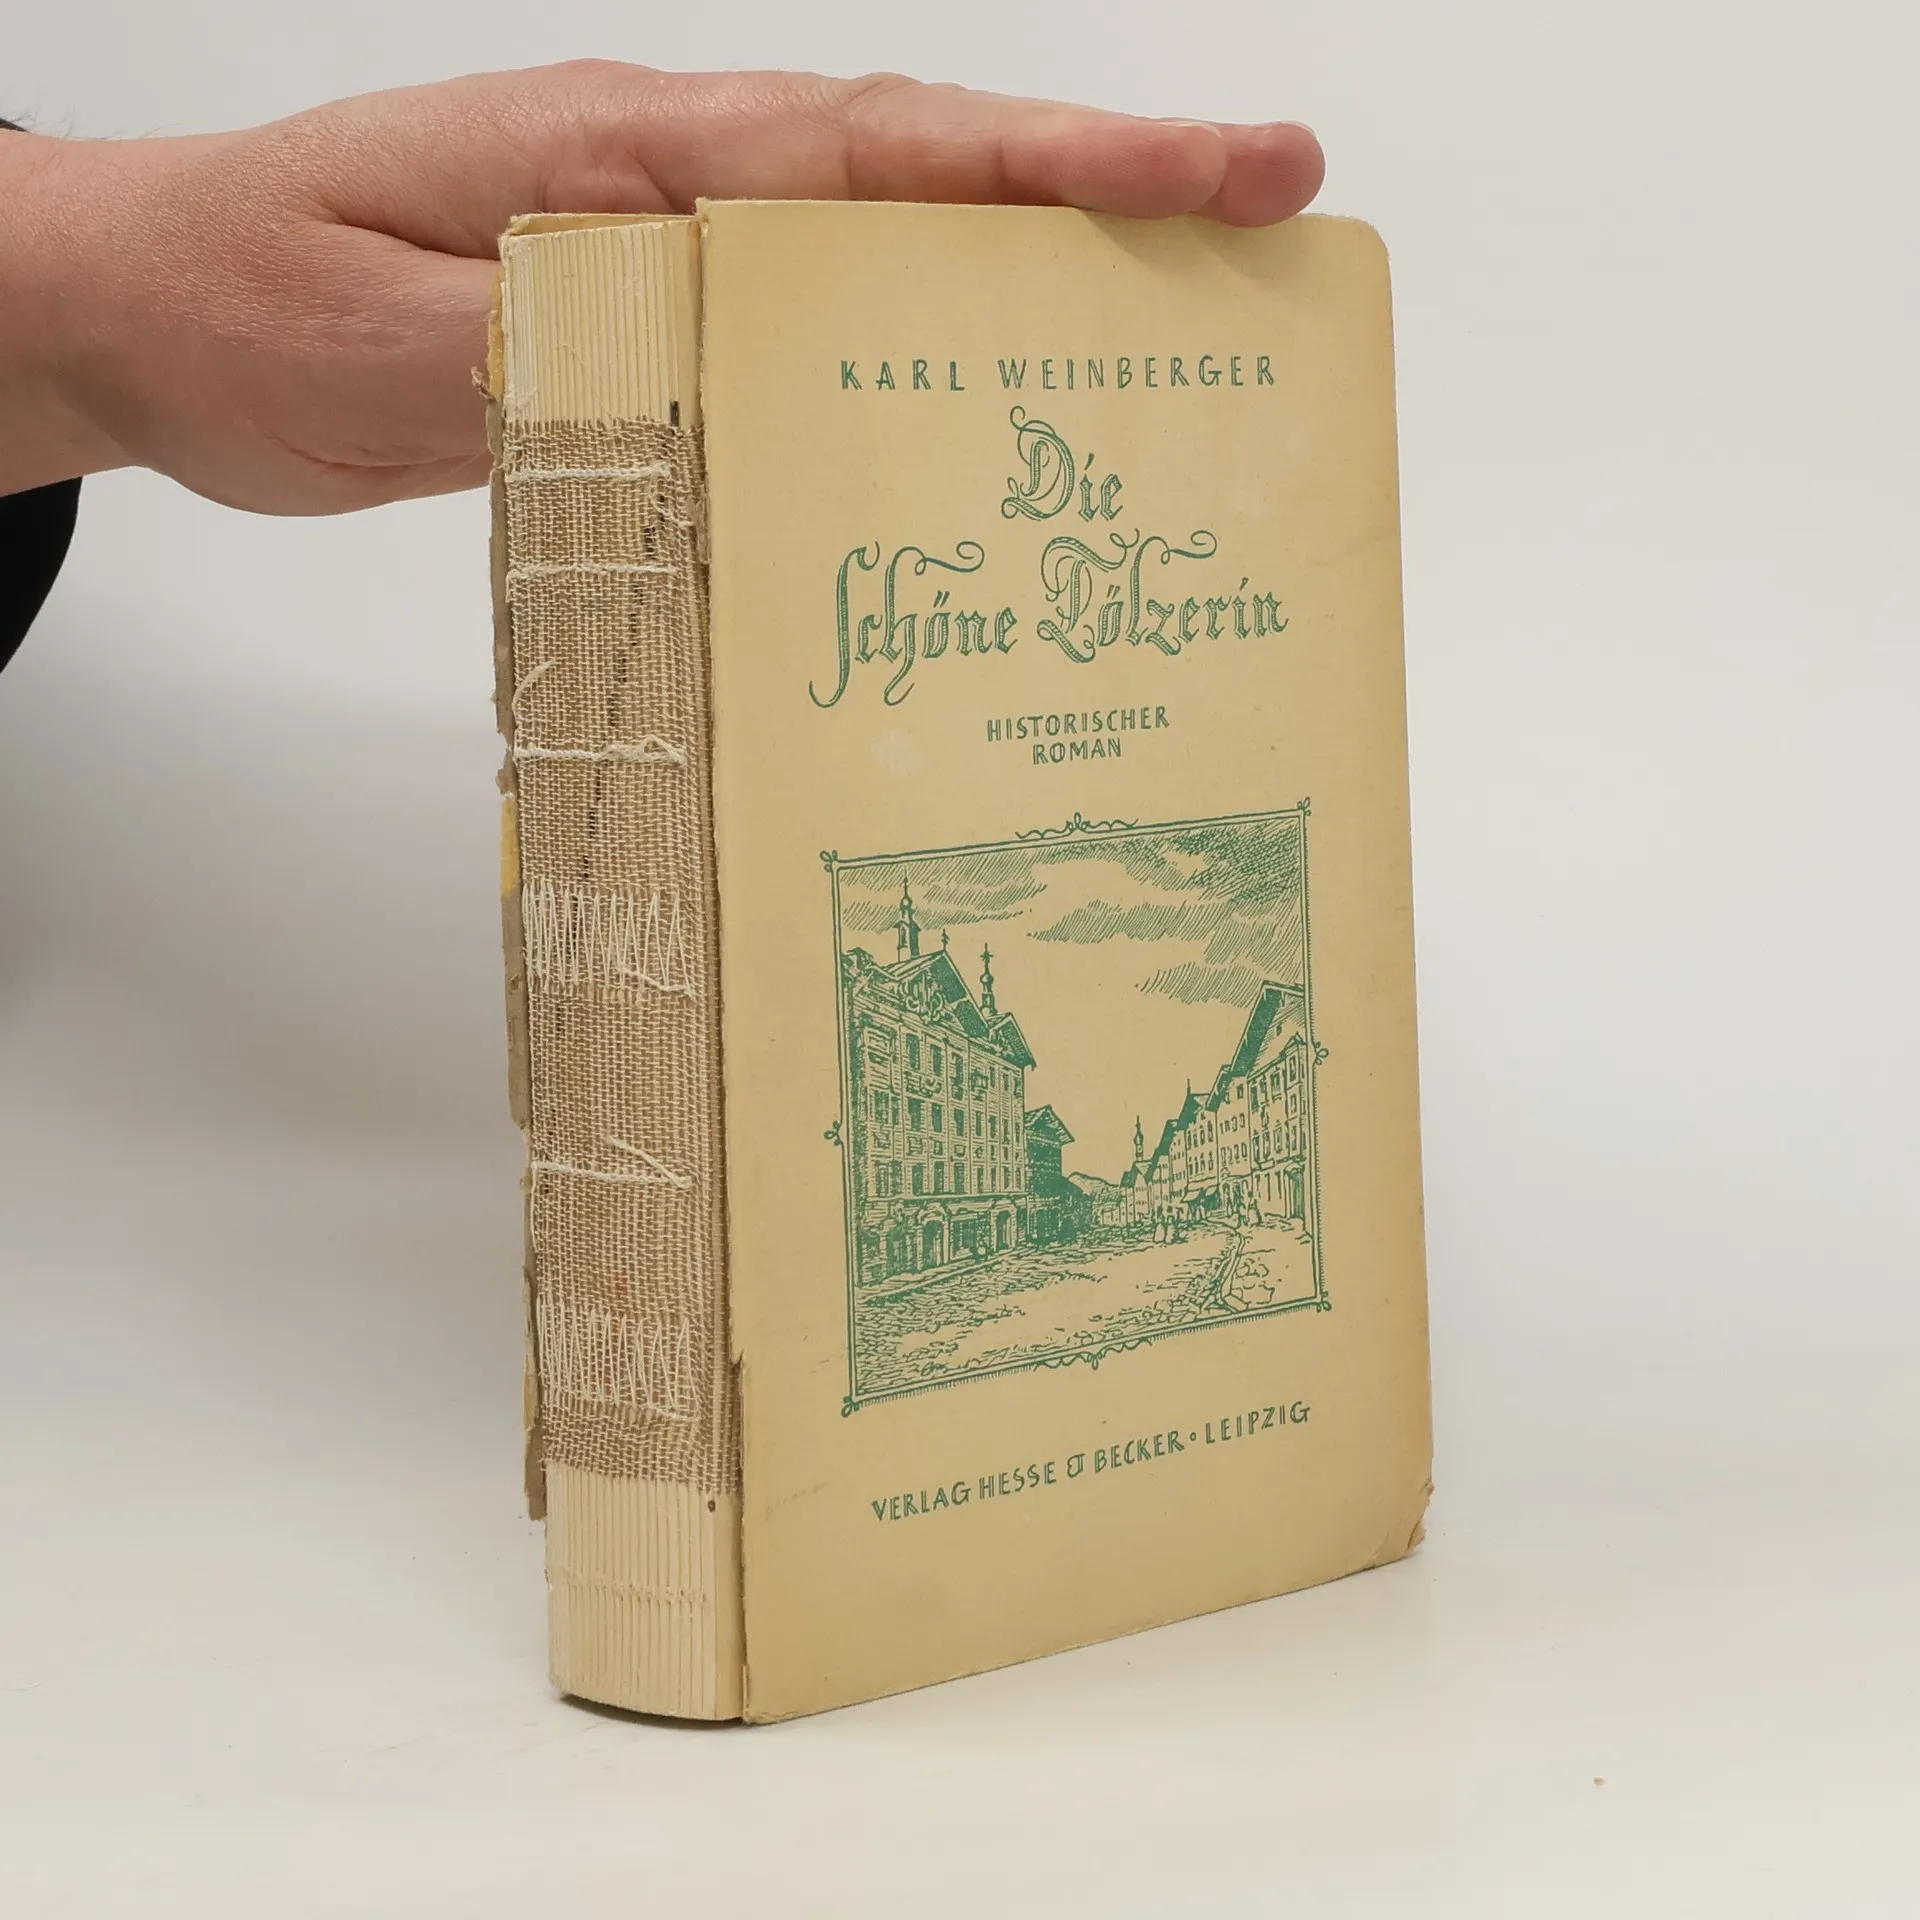 KARL WEINBERGER
Die
schöne Tölzerin
HISTORISCHER
ROMAN
VERLAG HESSE & BECKER • LEIPZIG